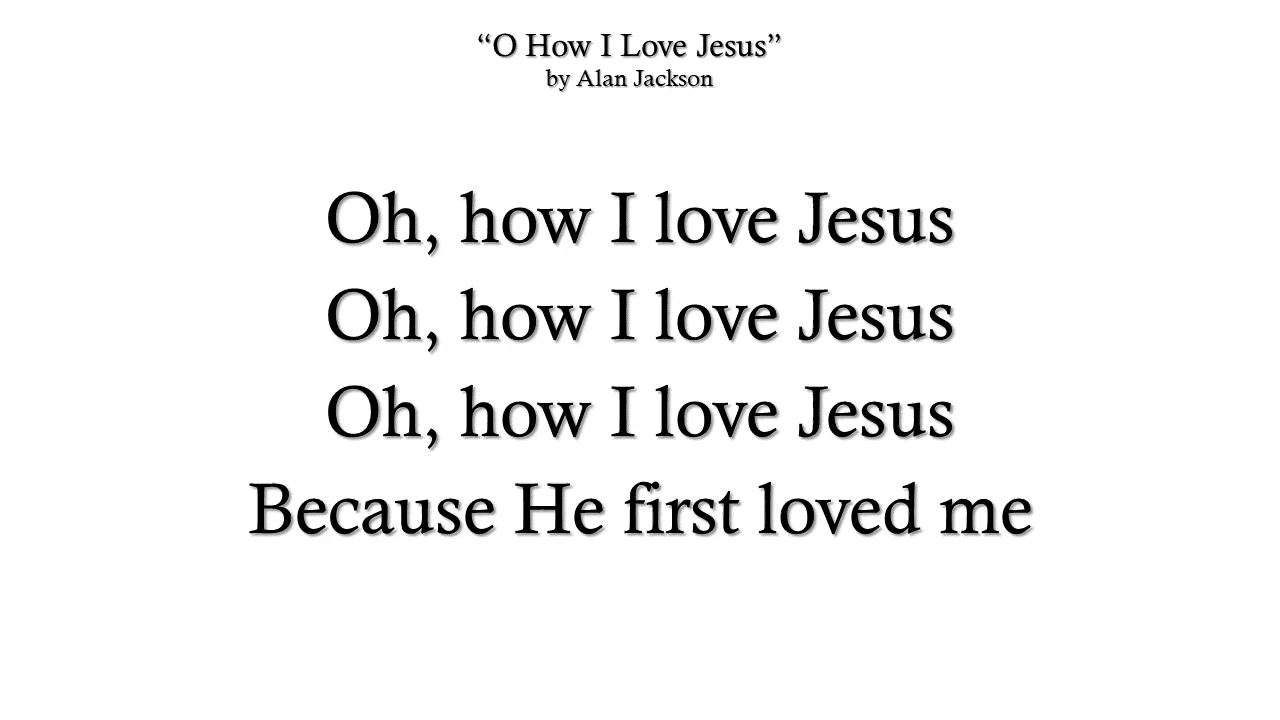 “O How I Love Jesus”
by Alan Jackson
Oh, how I love Jesus
Oh, how I love Jesus
Oh, how I love Jesus
Because He first loved me